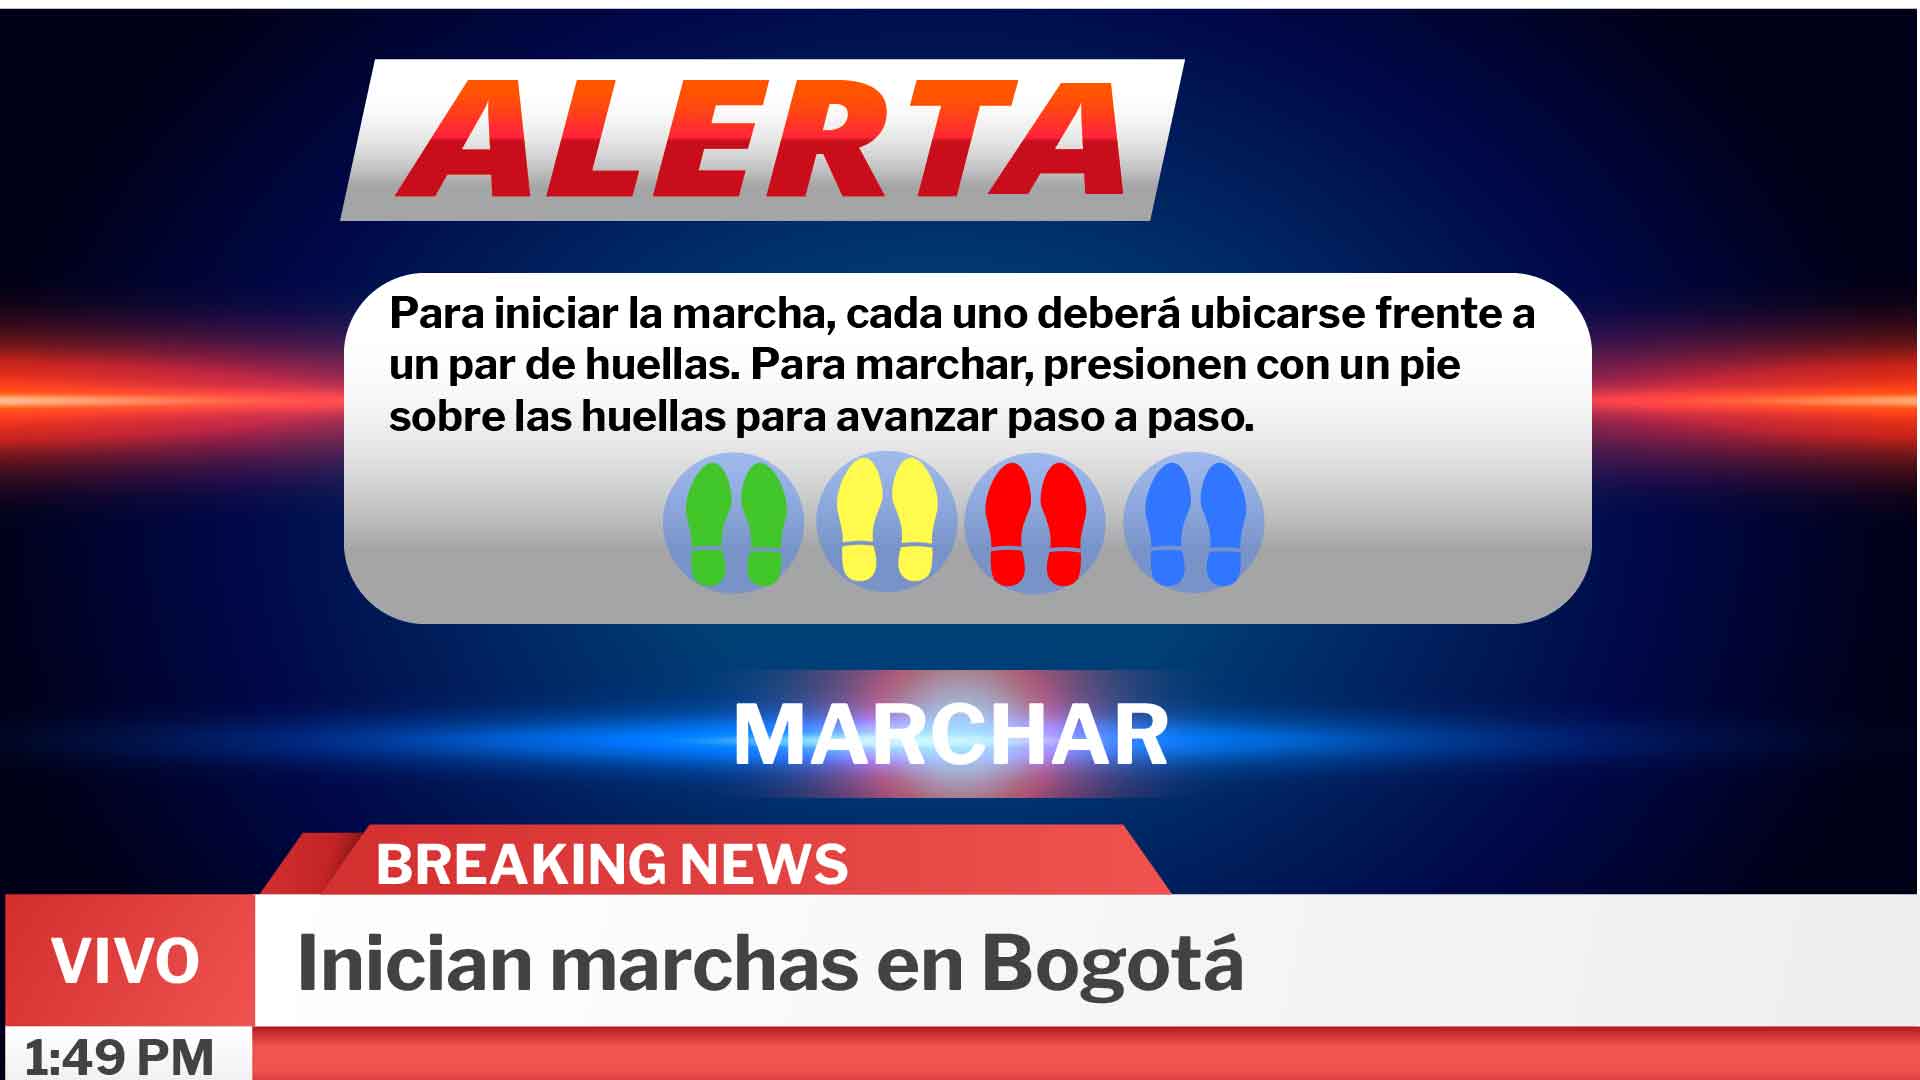 ALERTA
Para iniciar la marcha, cada uno deberá ubicarse frente a
un par de huellas. Para marchar, presionen con un pie
sobre las huellas para avanzar paso a paso.
MARCHAR
BREAKING NEWS
VIVO
Inician marchas en Bogotá
1:49 PM